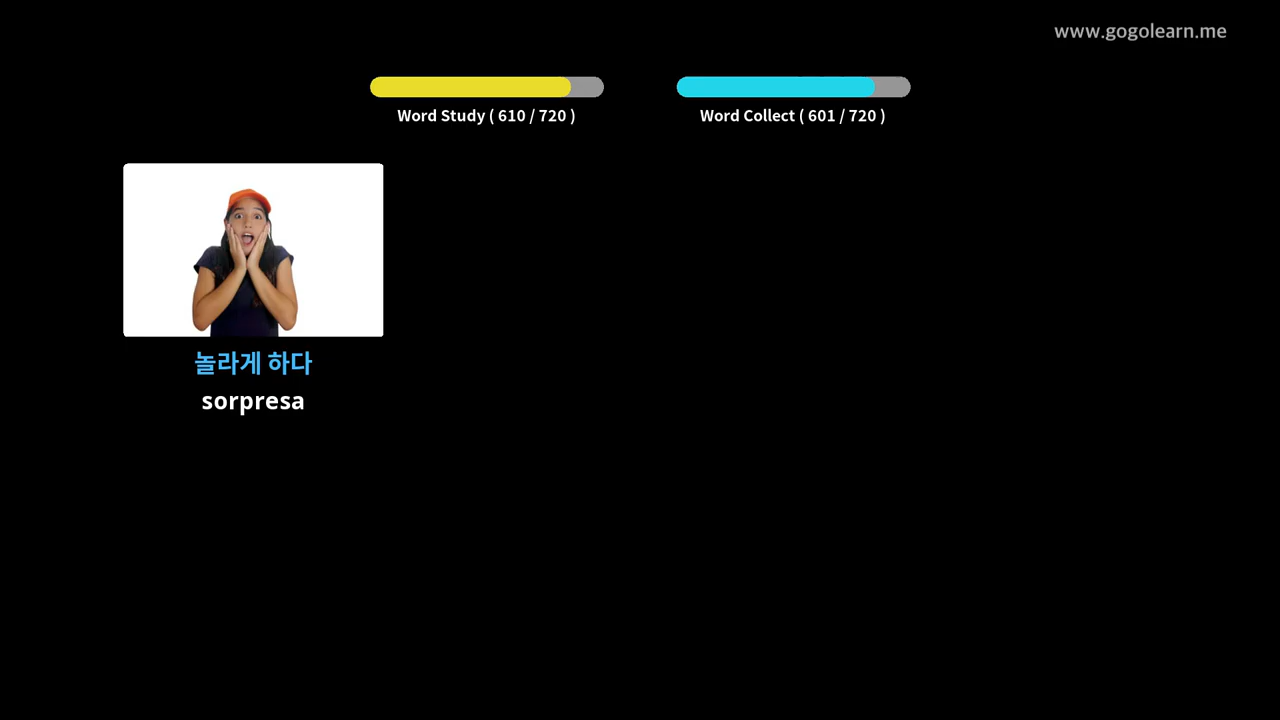 www.gogolearn.me
Word Study ( 610 / 720 )
Word Collect ( 601 / 720 )
놀라게 하다
sorpresa